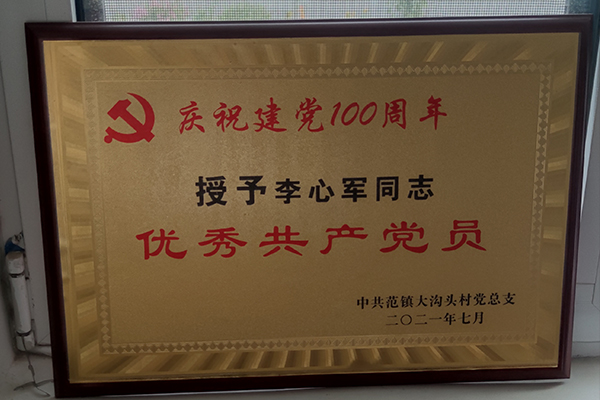 庆祝建党100周年
授予李心军同志
优秀共产党员
中共范镇大沟头村党总支
二〇二一年七月